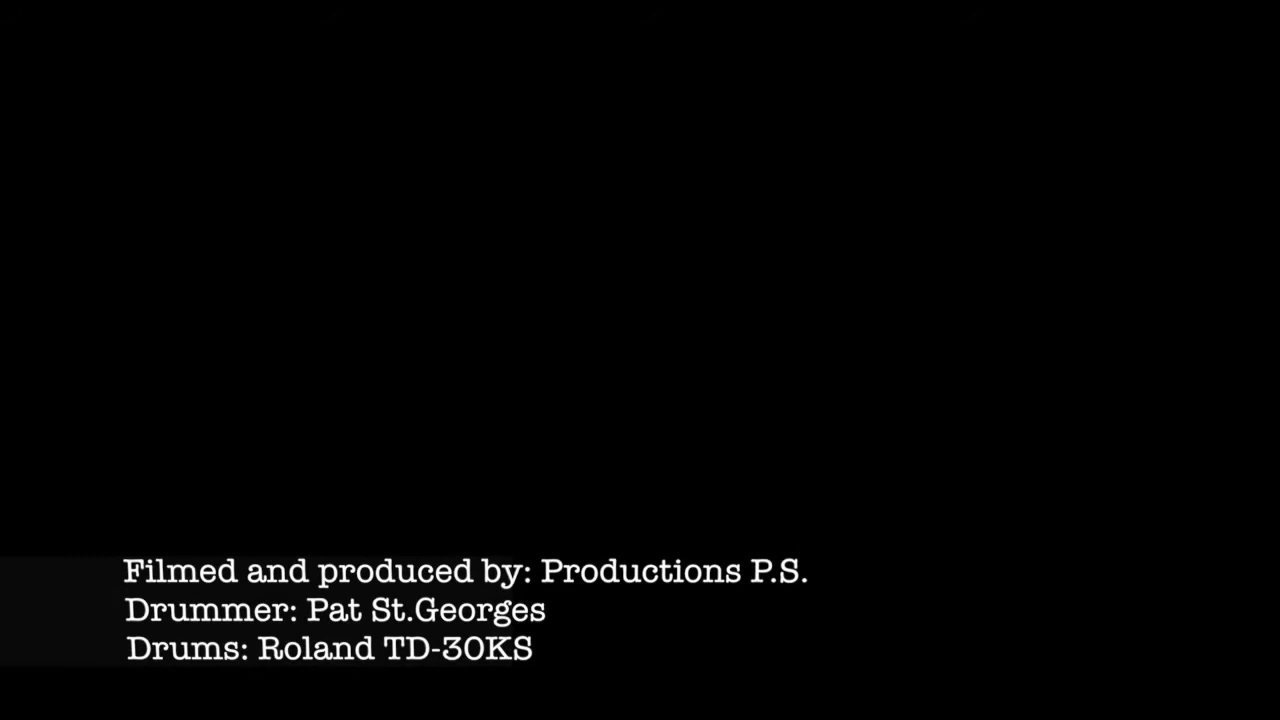 Filmed and produced by: Productions P.S.
Drummer: Pat St.Georges
Drums: Roland TD-30KS